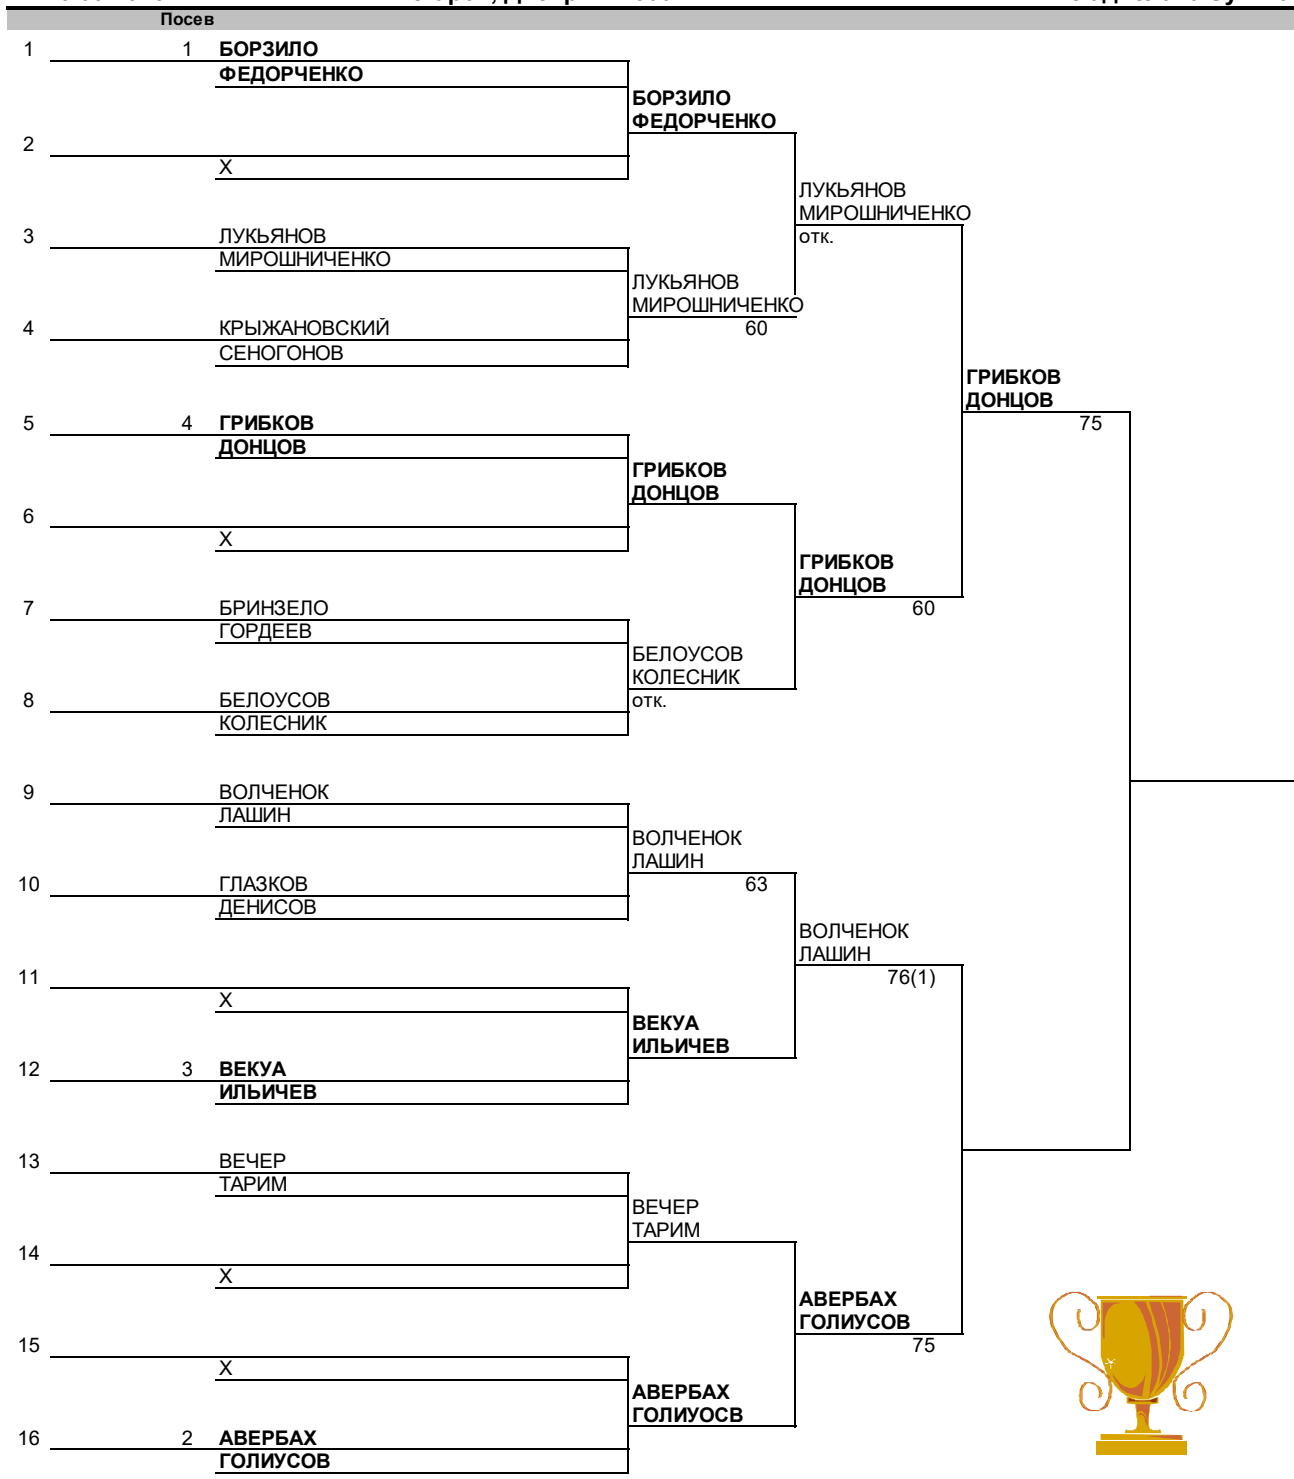 Посев
1 1 БОРЗИЛО
ФЕДОРЧЕНКО
БОРЗИЛО
ФЕДОРЧЕНКО
2
X
ЛУКЬЯНОВ
МИРОШНИЧЕНКО
отк.
3 ЛУКЬЯНОВ
МИРОШНИЧЕНКО
ЛУКЬЯНОВ
МИРОШНИЧЕНКО
60
4 КРЫЖАНОВСКИЙ
СЕНОГОНОВ
ГРИБКОВ
ДОНЦОВ
75
5 4 ГРИБКОВ
ДОНЦОВ
ГРИБКОВ
ДОНЦОВ
6
X
ГРИБКОВ
ДОНЦОВ
60
7 БРИНЗЕЛО
ГОРДЕЕВ
БЕЛОУСОВ
КОЛЕСНИК
отк.
8 БЕЛОУСОВ
КОЛЕСНИК
9 ВОЛЧЕНОК
ЛАШИН
ВОЛЧЕНОК
ЛАШИН
63
10 ГЛАЗКОВ
ДЕНИСОВ
ВОЛЧЕНОК
ЛАШИН
76(1)
11
X
ВЕКУА
ИЛЬИЧЕВ
12 3 ВЕКУА
ИЛЬИЧЕВ
13 ВЕЧЕР
ТАРИМ
ВЕЧЕР
ТАРИМ
14
X
АВЕРБАХ
ГОЛИУСОВ
75
15
X
АВЕРБАХ
ГОЛИУОСВ
16 2 АВЕРБАХ
ГОЛИУСОВ